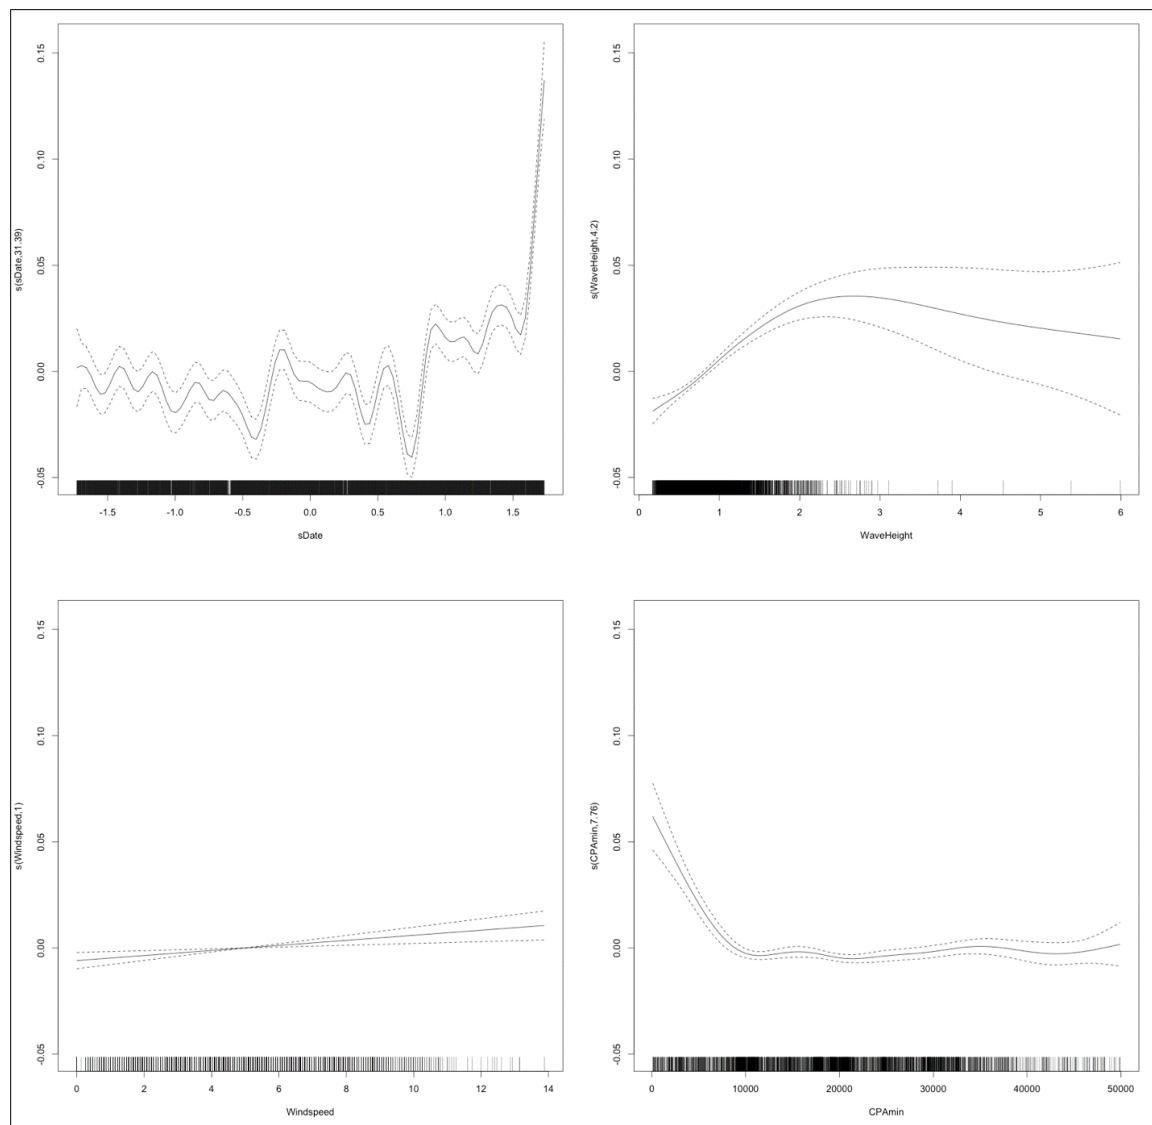 0.15
0.10
0.05
0.00
-0.05
s(sDate,31.39)
-1.5 -1.0 -0.5 0.0 0.5 1.0 1.5
sDate
0.15
0.10
0.05
0.00
-0.05
s(WaveHeight,4.2)
0 1 2 3 4 5 6
WaveHeight
0.15
0.10
0.05
0.00
-0.05
s(Windspeed,1)
0 2 4 6 8 10 12 14
Windspeed
0.15
0.10
0.05
0.00
-0.05
s(CPAmin,7.76)
0 10000 20000 30000 40000 50000
CPAmin